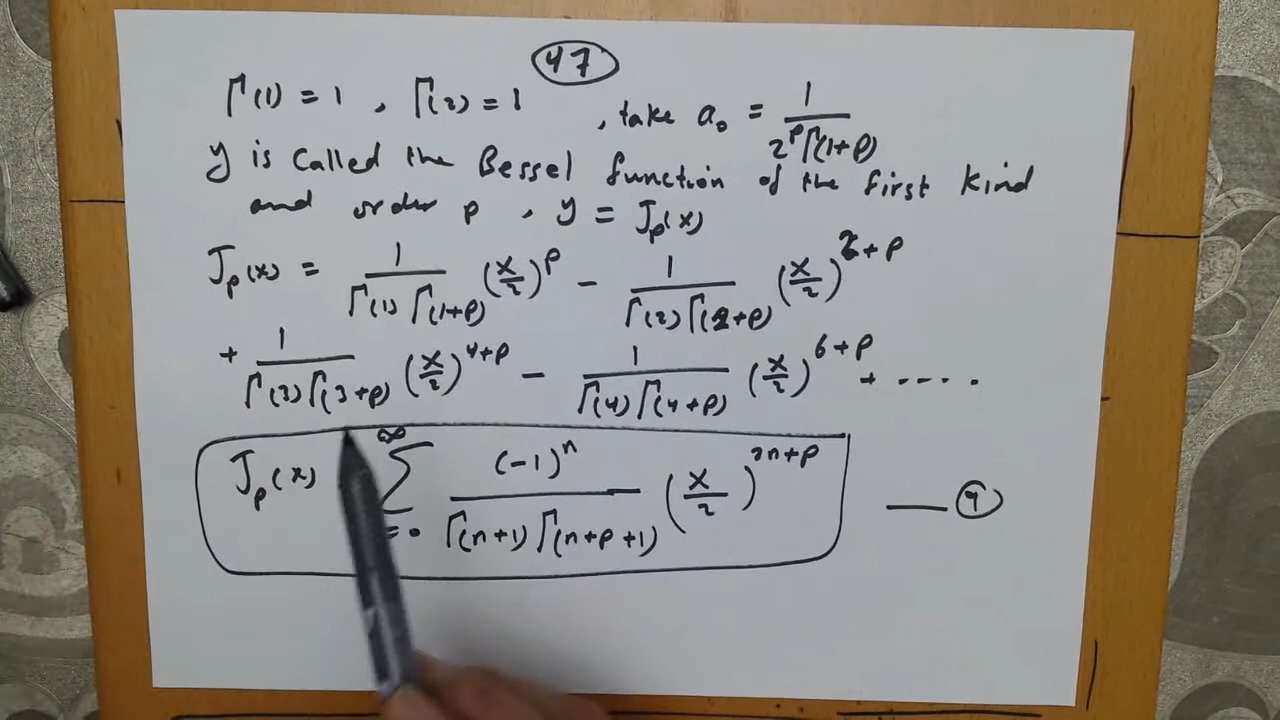 47
Γ(1) = 1 , Γ(2) = 1 , take a₀ = 1/(2^p Γ(1+p))
y is called the Bessel function of the first kind
and order p , y = J_p(x)
J_p(x) = 1/(Γ(1) Γ(1+p)) (x/2)^p − 1/(Γ(2) Γ(2+p)) (x/2)^(2+p)
+ 1/(Γ(3) Γ(3+p)) (x/2)^(4+p) − 1/(Γ(4) Γ(4+p)) (x/2)^(6+p) + .....
J_p(x) ∑_(=0)^∞ (-1)^n/(Γ(n+1) Γ(n+p+1)) (x/2)^(2n+p) — 9